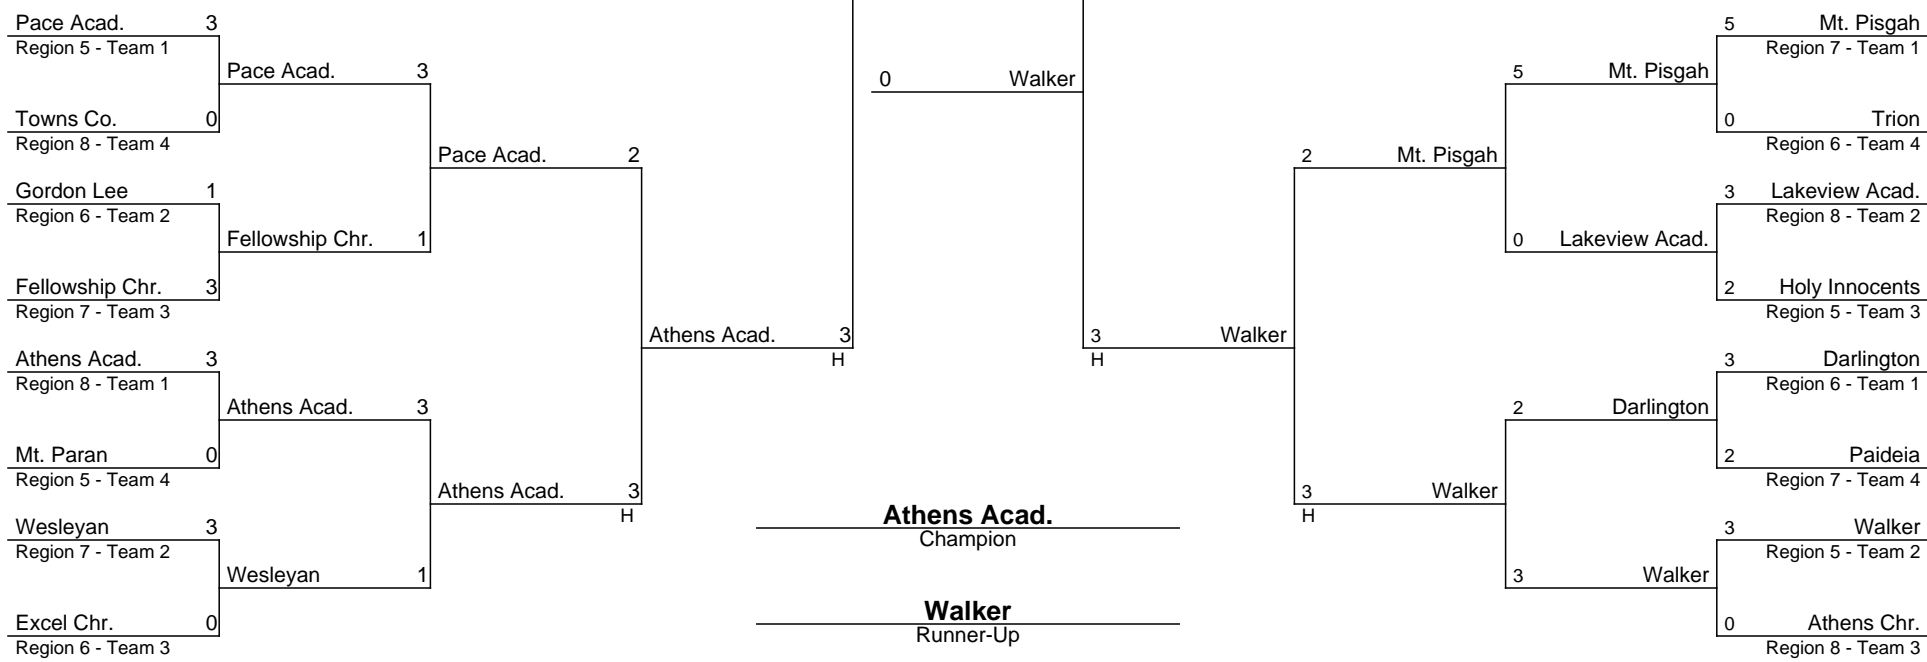 Pace Acad. 3
Region 5 - Team 1
Pace Acad. 3
Towns Co. 0
Region 8 - Team 4
Pace Acad. 2
Gordon Lee 1
Region 6 - Team 2
Fellowship Chr. 1
Fellowship Chr. 3
Region 7 - Team 3
Athens Acad. 3
H
Athens Acad. 3
Region 8 - Team 1
Athens Acad. 3
Mt. Paran 0
Region 5 - Team 4
Athens Acad. 3
H
Wesleyan 3
Region 7 - Team 2
Wesleyan 1
Excel Chr. 0
Region 6 - Team 3
0 Walker
Athens Acad.
Champion
Walker
Runner-Up
5 Mt. Pisgah
Region 7 - Team 1
5 Mt. Pisgah
0 Trion
Region 6 - Team 4
2 Mt. Pisgah
3 Lakeview Acad.
Region 8 - Team 2
0 Lakeview Acad.
2 Holy Innocents
Region 5 - Team 3
3 Walker
H
3 Darlington
Region 6 - Team 1
2 Darlington
2 Paideia
Region 7 - Team 4
3 Walker
H
3 Walker
Region 5 - Team 2
3 Walker
0 Athens Chr.
Region 8 - Team 3